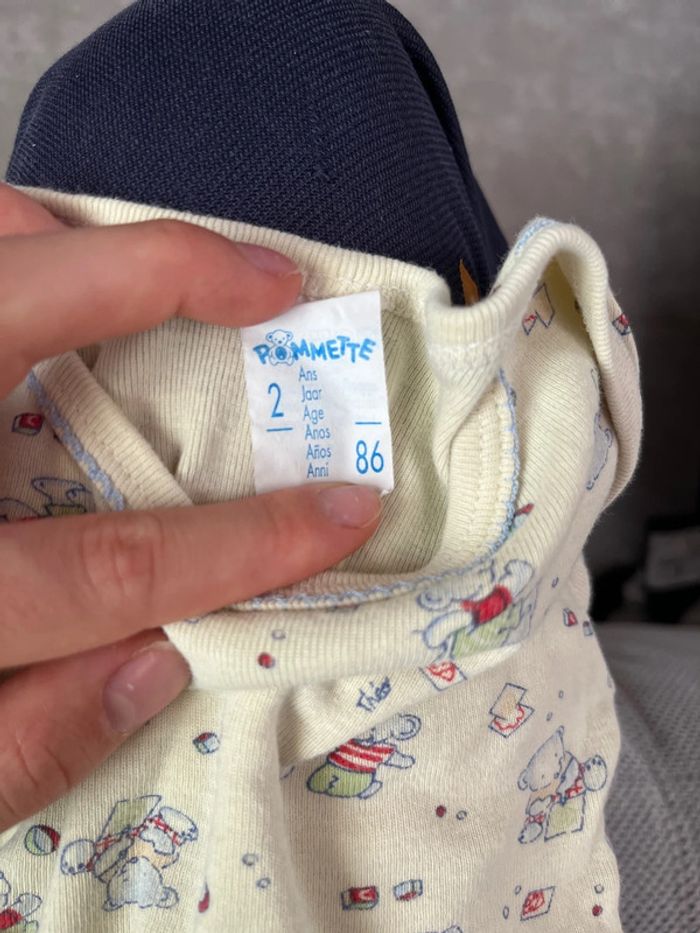 POMMETTE
2
Ans
Jaar
Age
Anos
Años
Anni
86